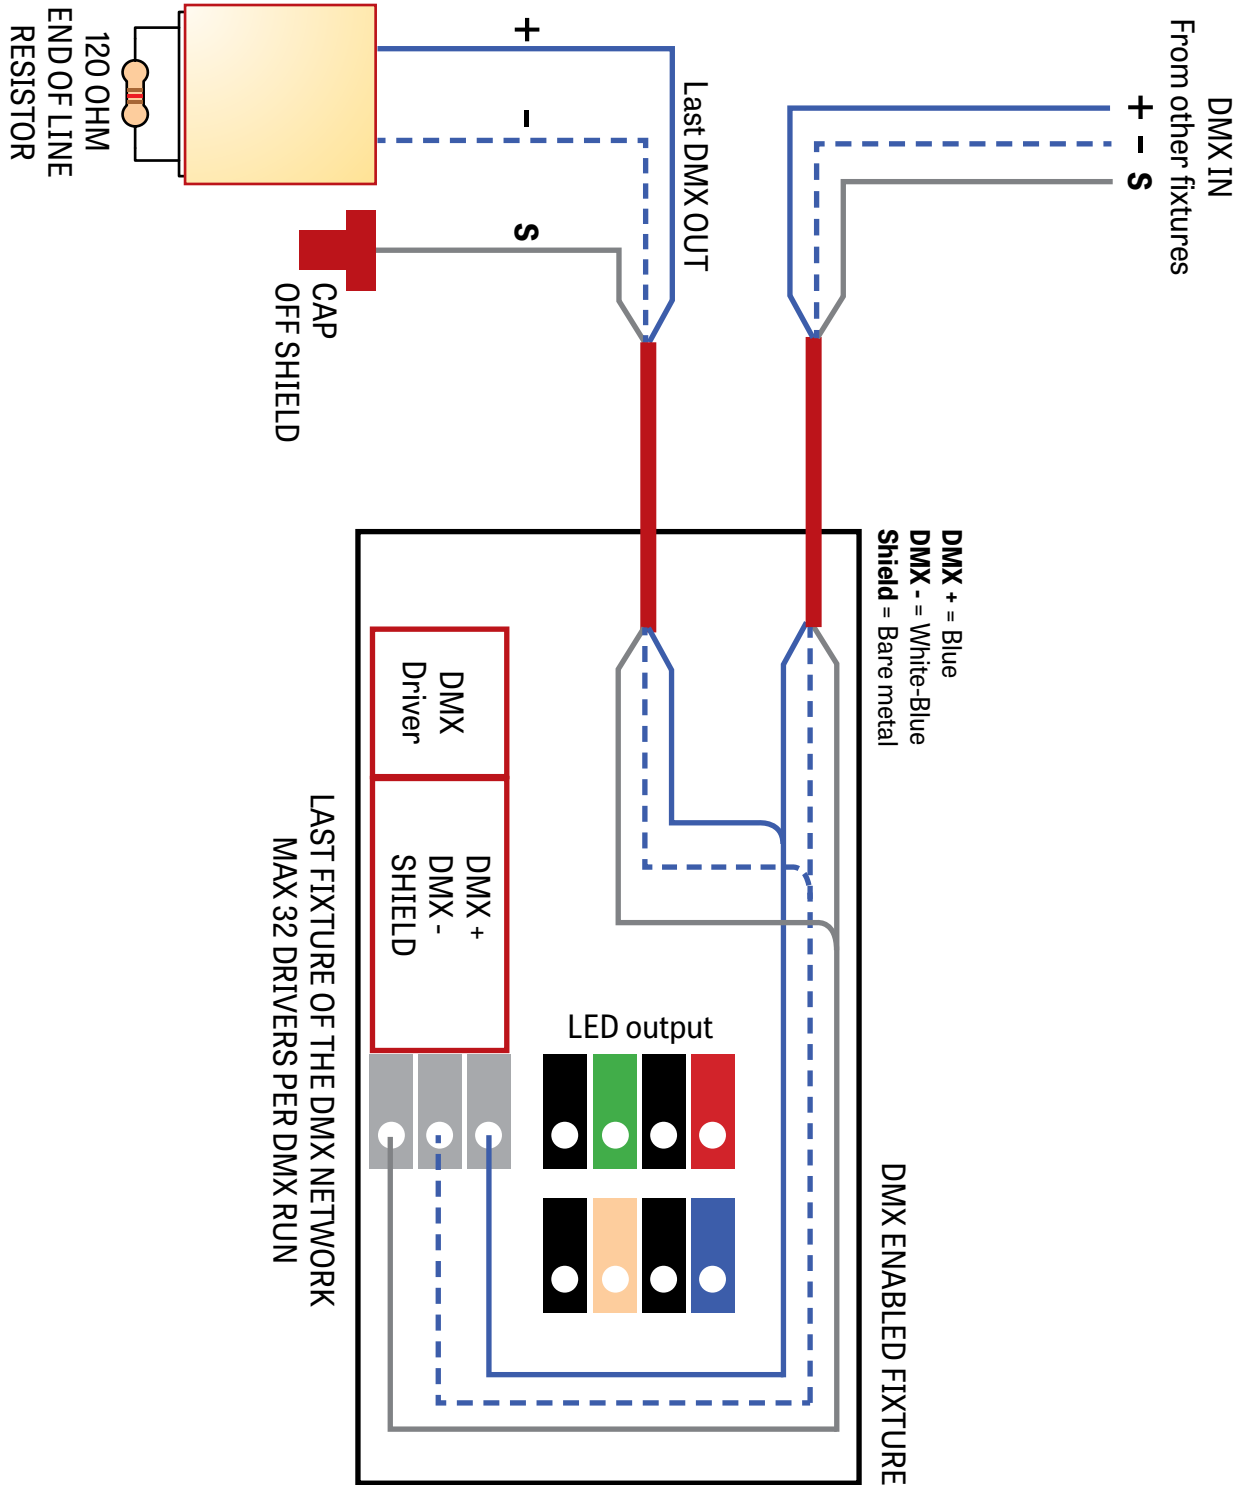 DMX IN
From other fixtures
+
-
S
Last DMX OUT
+
-
S
120 OHM
END OF LINE
RESISTOR
CAP
OFF SHIELD
DMX + = Blue
DMX - = White-Blue
Shield = Bare metal
DMX
Driver
DMX +
DMX -
SHIELD
LED output
DMX ENABLED FIXTURE
LAST FIXTURE OF THE DMX NETWORK
MAX 32 DRIVERS PER DMX RUN